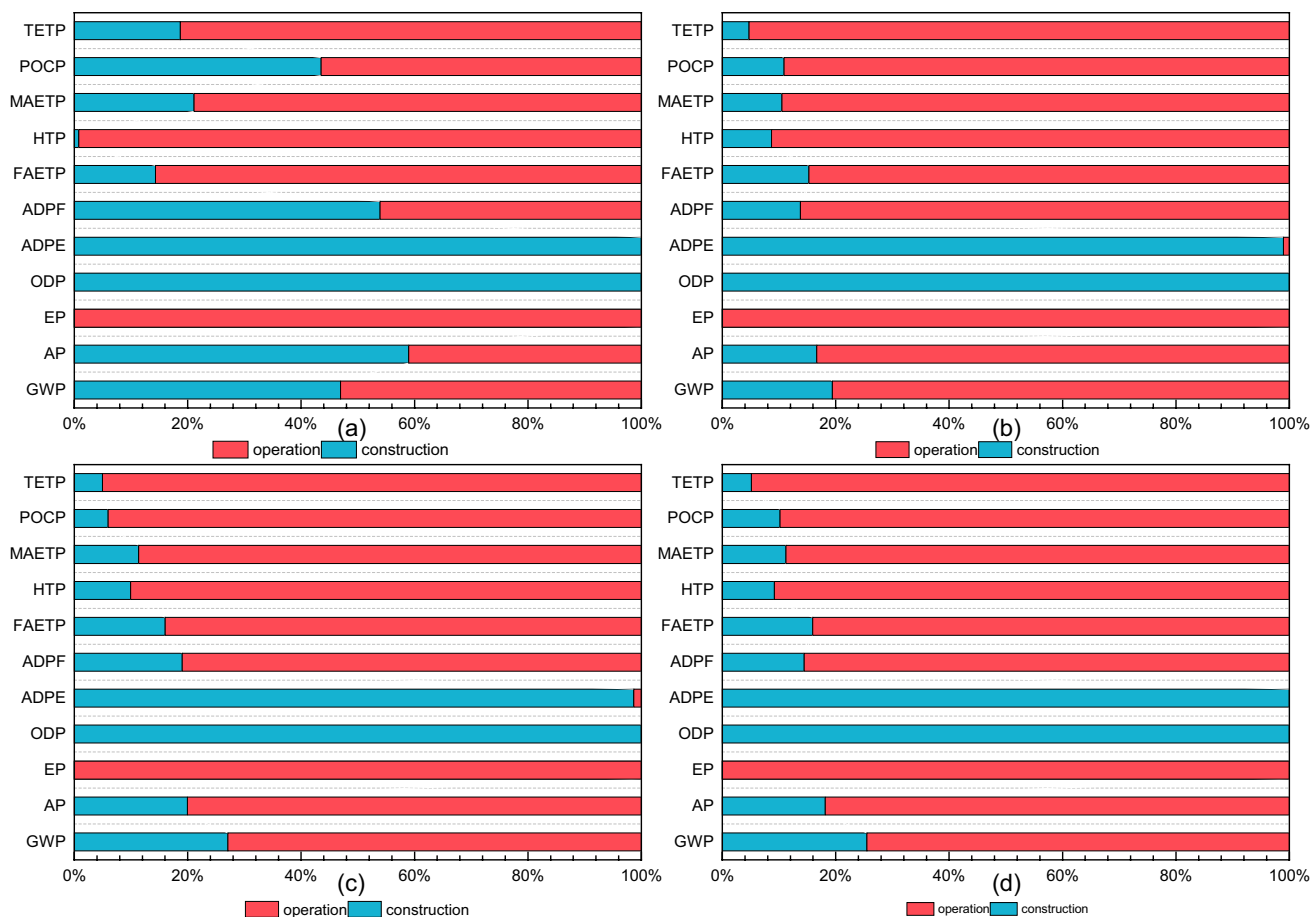 TETP
POCP
MAETP
HTP
FAETP
ADPF
ADPE
ODP
EP
AP
GWP
0% 20% 40% 60% 80% 100%
(a)
operation construction
TETP
POCP
MAETP
HTP
FAETP
ADPF
ADPE
ODP
EP
AP
GWP
0% 20% 40% 60% 80% 100%
(b)
operation construction
TETP
POCP
MAETP
HTP
FAETP
ADPF
ADPE
ODP
EP
AP
GWP
0% 20% 40% 60% 80% 100%
(c)
operation construction
TETP
POCP
MAETP
HTP
FAETP
ADPF
ADPE
ODP
EP
AP
GWP
0% 20% 40% 60% 80% 100%
(d)
operation construction